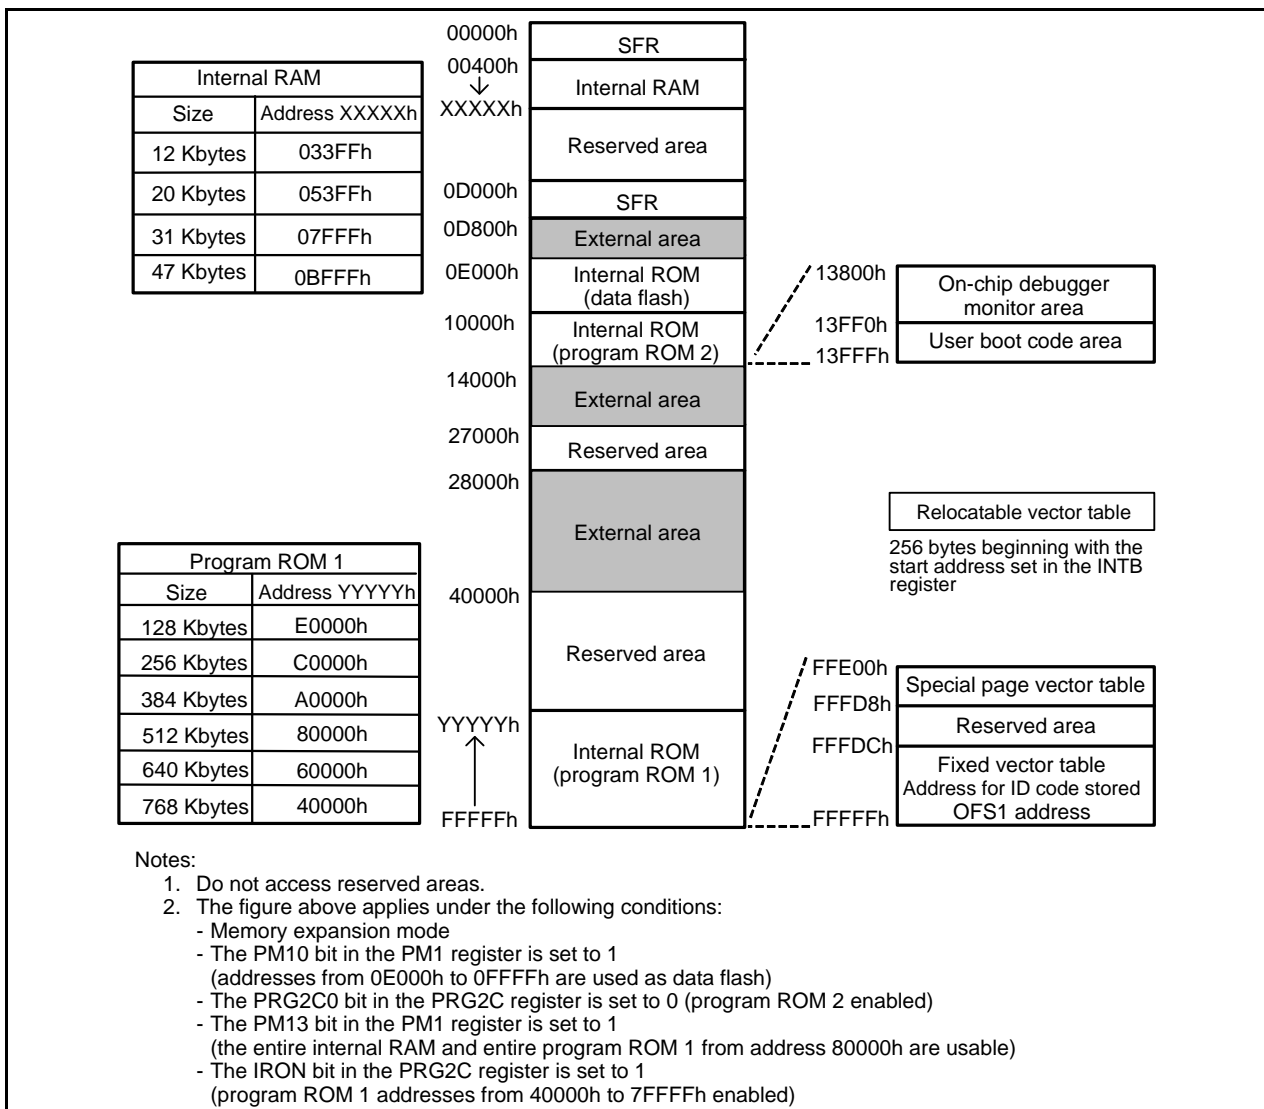 Internal RAM
Size Address XXXXXh
12 Kbytes 033FFh
20 Kbytes 053FFh
31 Kbytes 07FFFh
47 Kbytes 0BFFFh
Program ROM 1
Size Address YYYYYh
128 Kbytes E0000h
256 Kbytes C0000h
384 Kbytes A0000h
512 Kbytes 80000h
640 Kbytes 60000h
768 Kbytes 40000h
00000h
SFR
00400h
Internal RAM
XXXXXh
Reserved area
0D000h
SFR
0D800h
External area
0E000h
Internal ROM
(data flash)
10000h
Internal ROM
(program ROM 2)
14000h
External area
27000h
Reserved area
28000h
External area
40000h
Reserved area
YYYYYh
Internal ROM
(program ROM 1)
FFFFFh
13800h
On-chip debugger
monitor area
13FF0h
User boot code area
13FFFh
Relocatable vector table
256 bytes beginning with the
start address set in the INTB
register
FFE00h
Special page vector table
FFFD8h
Reserved area
FFFDCh
Fixed vector table
Address for ID code stored
OFS1 address
FFFFFh
Notes:
1. Do not access reserved areas.
2. The figure above applies under the following conditions:
- Memory expansion mode
- The PM10 bit in the PM1 register is set to 1
(addresses from 0E000h to 0FFFFh are used as data flash)
- The PRG2C0 bit in the PRG2C register is set to 0 (program ROM 2 enabled)
- The PM13 bit in the PM1 register is set to 1
(the entire internal RAM and entire program ROM 1 from address 80000h are usable)
- The IRON bit in the PRG2C register is set to 1
(program ROM 1 addresses from 40000h to 7FFFFh enabled)